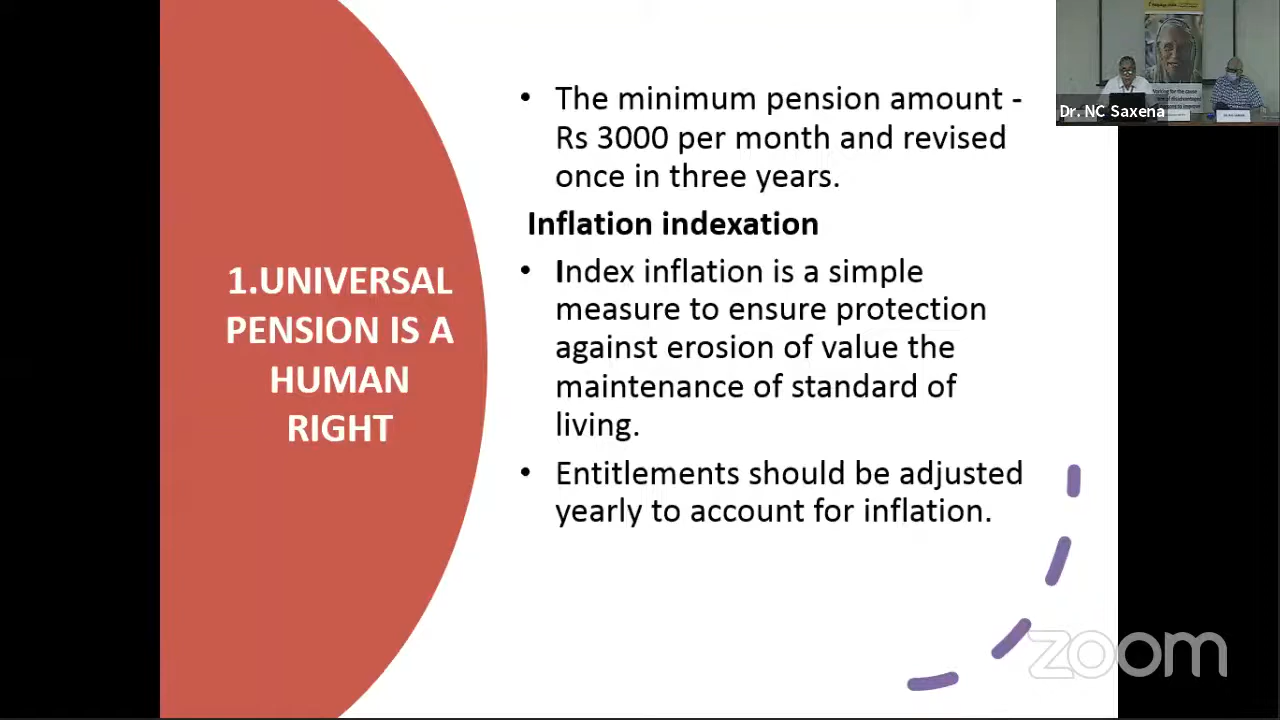 1.UNIVERSAL
PENSION IS A
HUMAN
RIGHT
• The minimum pension amount -
Rs 3000 per month and revised
once in three years.
Inflation indexation
• Index inflation is a simple
measure to ensure protection
against erosion of value the
maintenance of standard of
living.
• Entitlements should be adjusted
yearly to account for inflation.
Dr. NC Saxena
zoom